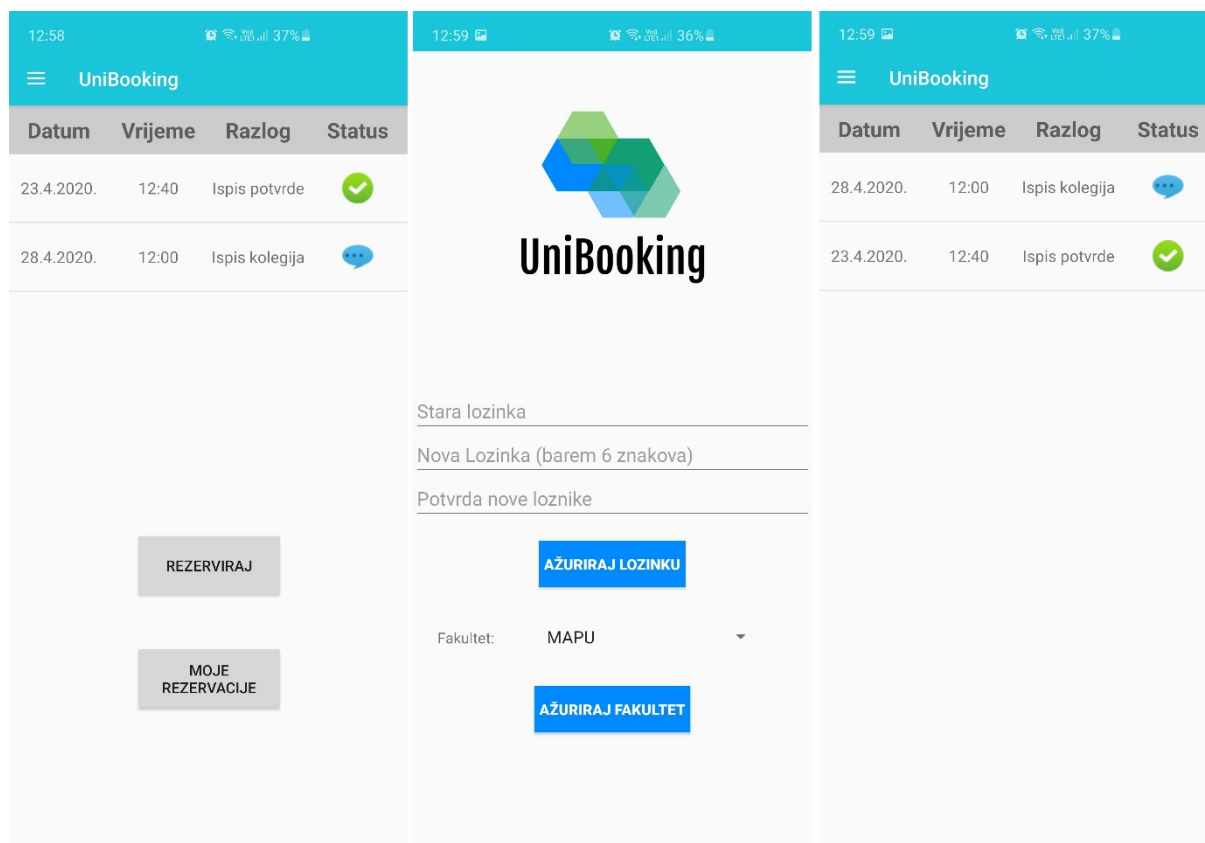 12:58 37%
UniBooking
Datum Vrijeme Razlog Status
23.4.2020. 12:40 Ispis potvrde
28.4.2020. 12:00 Ispis kolegija
REZERVIRAJ
MOJE
REZERVACIJE
12:59 36%
UniBooking
Stara lozinka
Nova Lozinka (barem 6 znakova)
Potvrda nove loznike
AŽURIRAJ LOZINKU
Fakultet: MAPU
AŽURIRAJ FAKULTET
12:59 37%
UniBooking
Datum Vrijeme Razlog Status
28.4.2020. 12:00 Ispis kolegija
23.4.2020. 12:40 Ispis potvrde